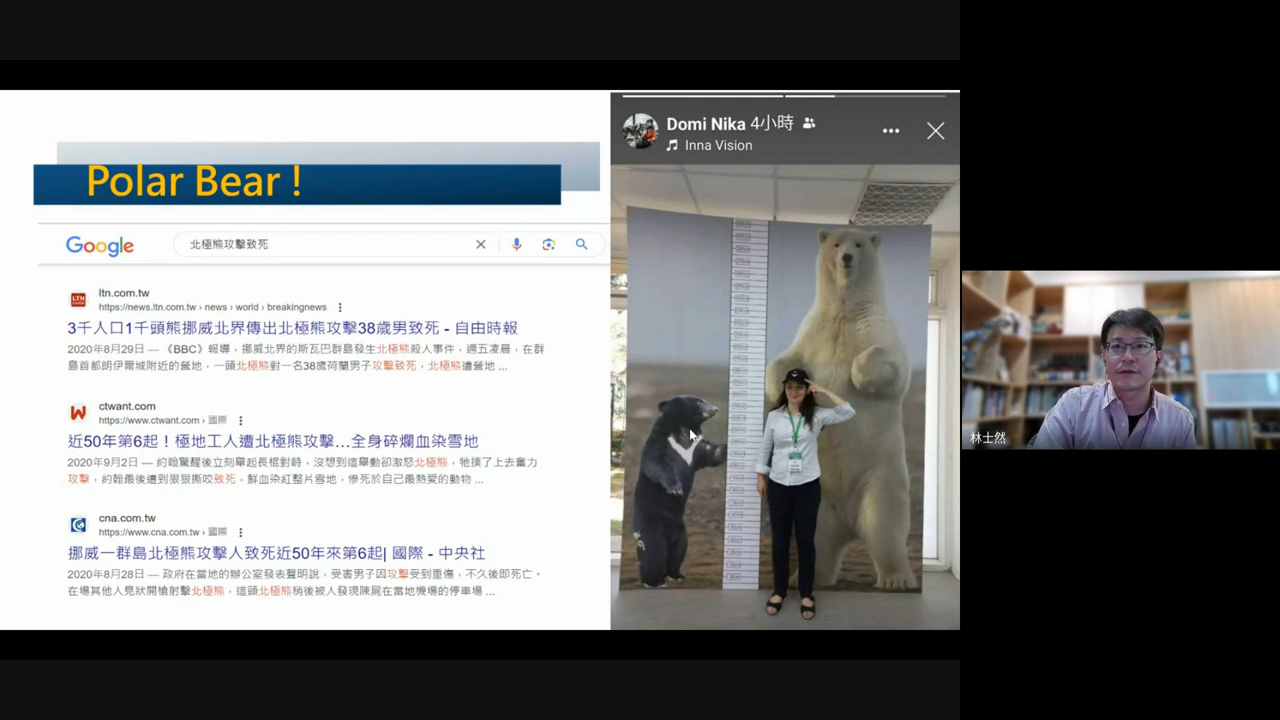 Polar Bear !
Google
北極熊攻擊致死
LTN
ltn.com.tw
https://news.ltn.com.tw › news › world › breakingnews
3千人口1千頭熊挪威北界傳出北極熊攻擊38歲男致死 - 自由時報
2020年8月29日 — 《BBC》報導，挪威北界的斯瓦巴群島發生北極熊殺人事件，週五凌晨，在群
島首都朗伊爾城附近的營地，一頭北極熊對一名38歲荷蘭男子攻擊致死，北極熊遭營地 ...
ctwant.com
https://www.ctwant.com › 國際
近50年第6起！極地工人遭北極熊攻擊…全身碎爛血染雪地
2020年9月2日 — 約翰驚醒後立刻舉起長棍對峙，沒想到這舉動卻激怒北極熊，牠撲了上去奮力
攻擊，約翰最後遭到狠狠撕咬致死，鮮血染紅整片雪地，慘死於自己最熱愛的動物 ...
cna.com.tw
https://www.cna.com.tw › 國際
挪威一群島北極熊攻擊人致死近50年來第6起| 國際 - 中央社
2020年8月28日 — 政府在當地的辦公室發表聲明說，受害男子因攻擊受到重傷，不久後即死亡。
在場其他人見狀開槍射擊北極熊，這頭北極熊稍後被人發現陳屍在當地機場的停車場 ...
Domi Nika 4小時
Inna Vision
林士然